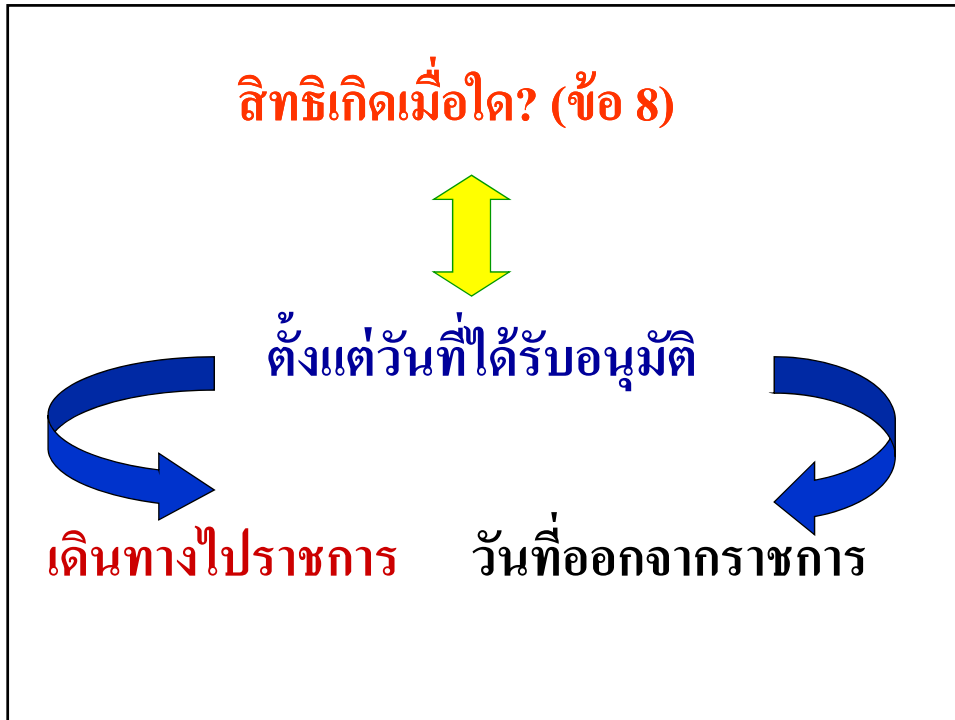 สิทธิเกิดเมื่อใด? (ข้อ 8)
ตั้งแต่วันที่ได้รับอนุมัติ
เดินทางไปราชการ วันที่ออกจากราชการ